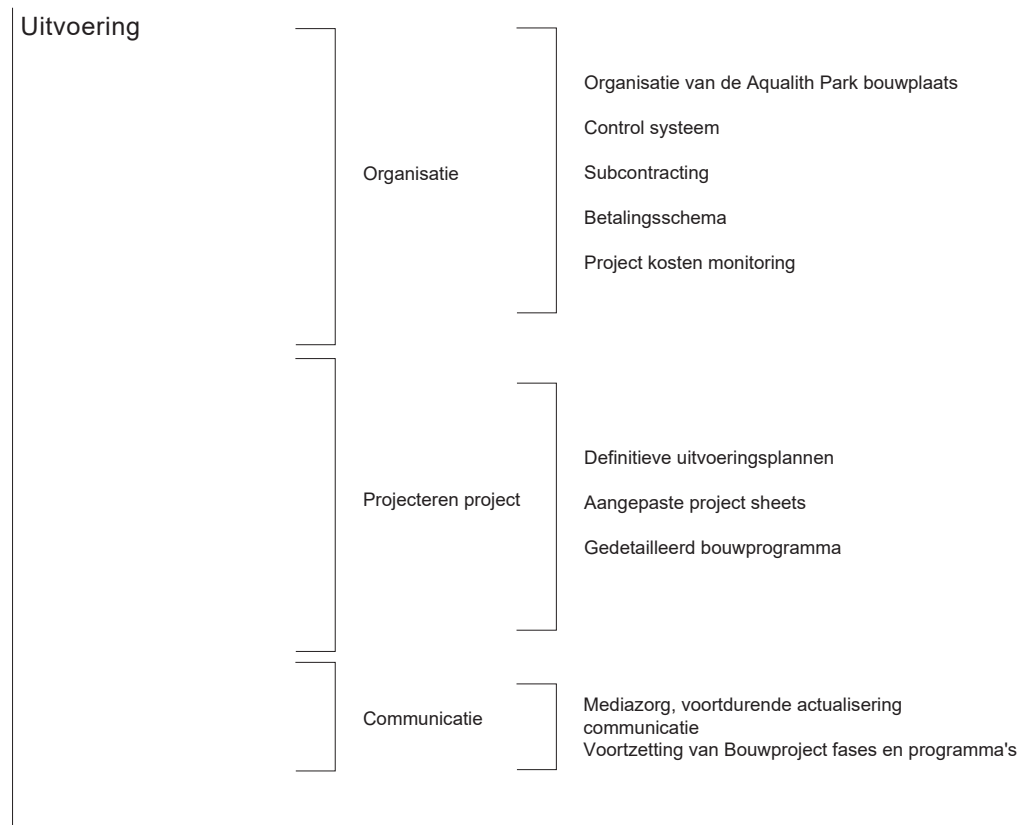 Uitvoering
Organisatie
Organisatie van de Aqualith Park bouwplaats
Control systeem
Subcontracting
Betalingsschema
Project kosten monitoring
Projecteren project
Definitieve uitvoeringsplannen
Aangepaste project sheets
Gedetailleerd bouwprogramma
Communicatie
Mediazorg, voortdurende actualisering
communicatie
Voortzetting van Bouwproject fases en programma's